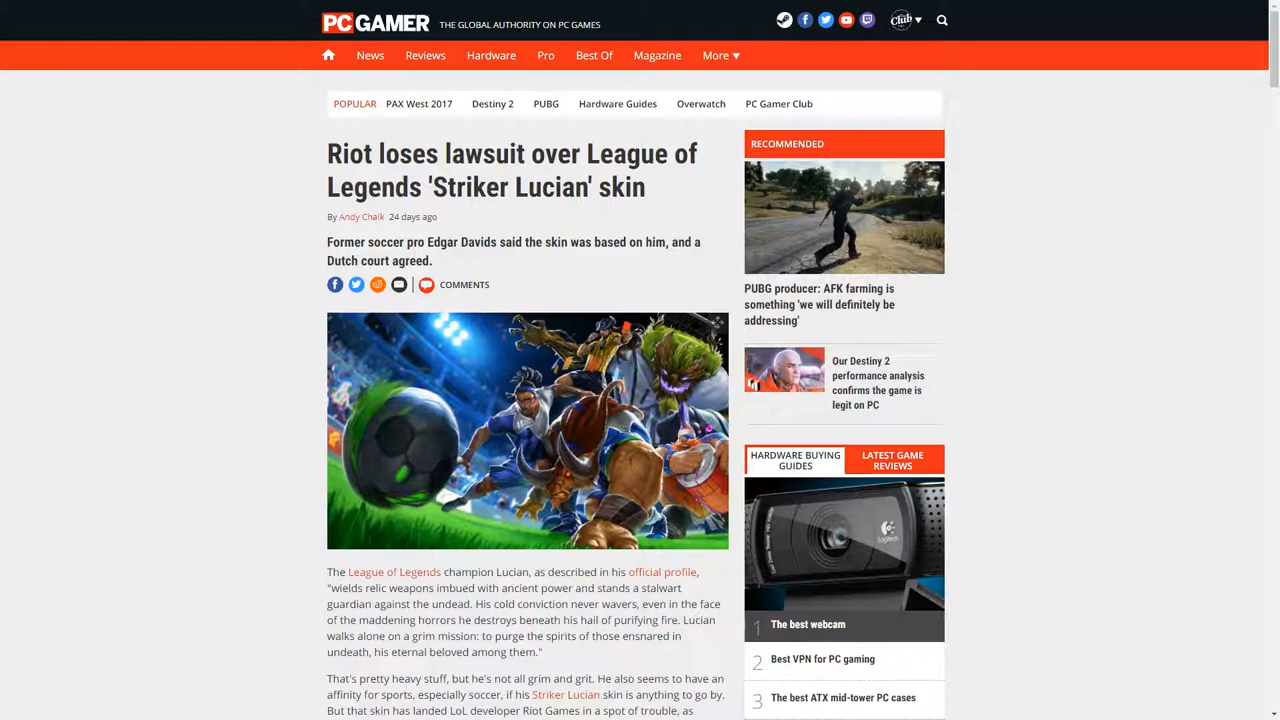 PC GAMER THE GLOBAL AUTHORITY ON PC GAMES
Club
News Reviews Hardware Pro Best Of Magazine More
POPULAR PAX West 2017 Destiny 2 PUBG Hardware Guides Overwatch PC Gamer Club
Riot loses lawsuit over League of
Legends 'Striker Lucian' skin
By Andy Chalk 24 days ago
Former soccer pro Edgar Davids said the skin was based on him, and a
Dutch court agreed.
COMMENTS
The League of Legends champion Lucian, as described in his official profile,
"wields relic weapons imbued with ancient power and stands a stalwart
guardian against the undead. His cold conviction never wavers, even in the face
of the maddening horrors he destroys beneath his hail of purifying fire. Lucian
walks alone on a grim mission: to purge the spirits of those ensnared in
undeath, his eternal beloved among them."
That's pretty heavy stuff, but he's not all grim and grit. He also seems to have an
affinity for sports, especially soccer, if his Striker Lucian skin is anything to go by.
But that skin has landed LoL developer Riot Games in a spot of trouble, as
RECOMMENDED
PUBG producer: AFK farming is
something 'we will definitely be
addressing'
Our Destiny 2
performance analysis
confirms the game is
legit on PC
HARDWARE BUYING
GUIDES
LATEST GAME
REVIEWS
Logitech
1 The best webcam
2 Best VPN for PC gaming
3 The best ATX mid-tower PC cases